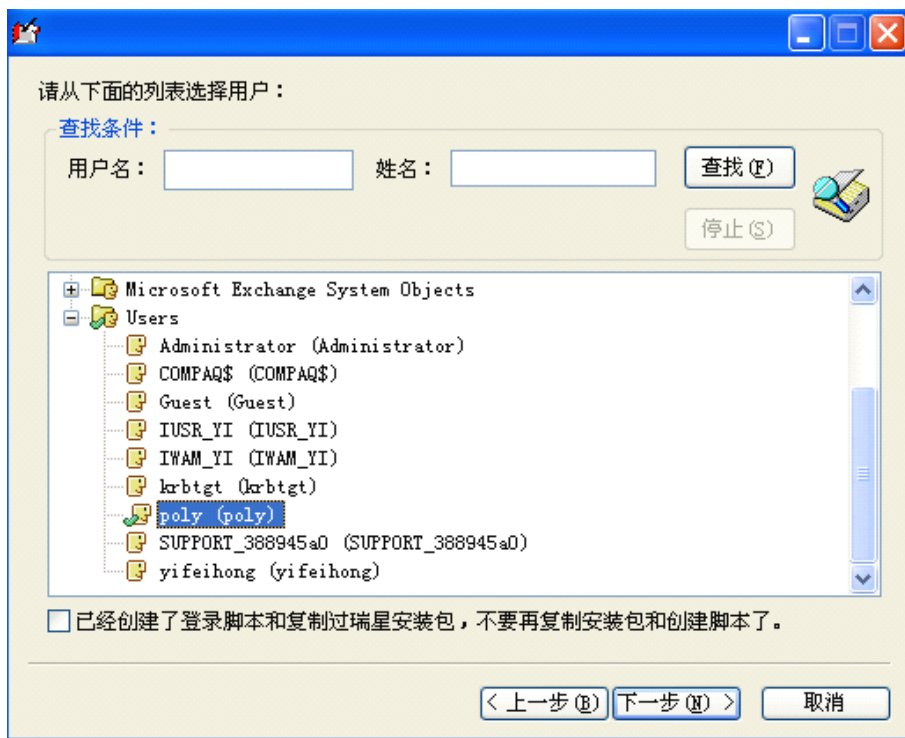 请从下面的列表选择用户：
查找条件：
用户名： 姓名： 查找(F)
停止(S)
Microsoft Exchange System Objects
Users
Administrator (Administrator)
COMPAQ$ (COMPAQ$)
Guest (Guest)
IUSR_YI (IUSR_YI)
IWAM_YI (IWAM_YI)
krbtgt (krbtgt)
poly (poly)
SUPPORT_388945a0 (SUPPORT_388945a0)
yifeihong (yifeihong)
已经创建了登录脚本和复制过瑞星安装包，不要再复制安装包和创建脚本了。
< 上一步(B) 下一步(N) > 取消